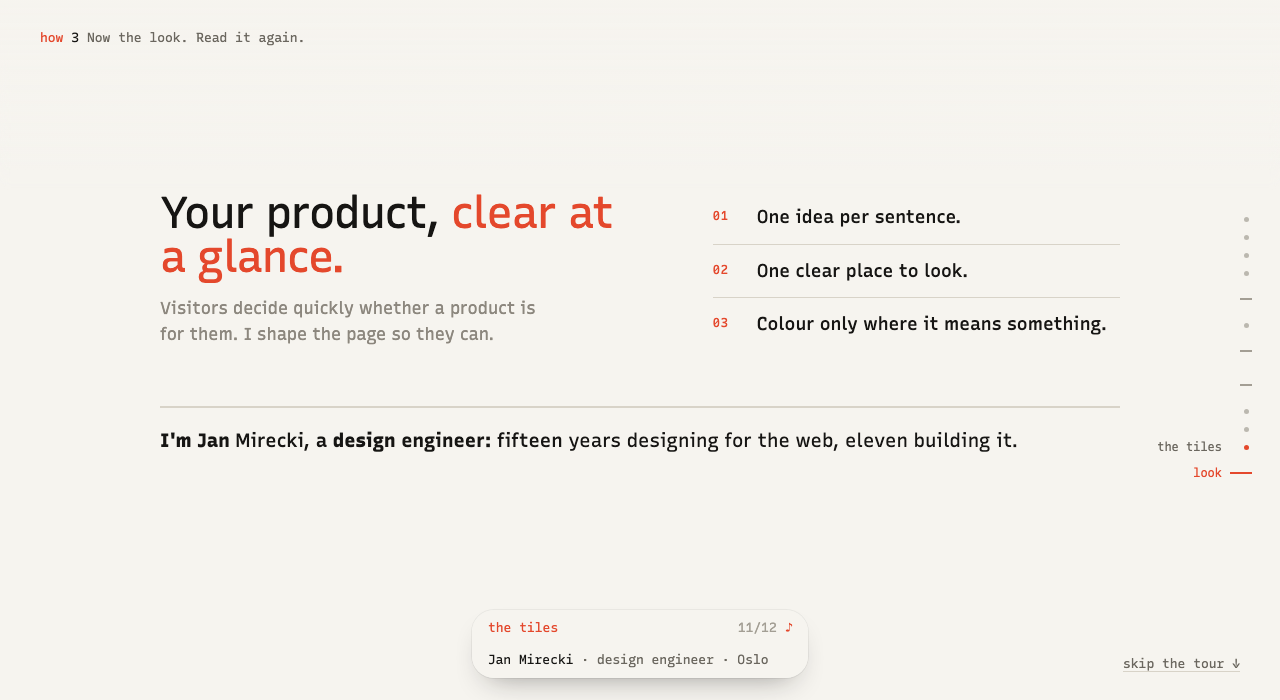 how 3 Now the look. Read it again.
Your product, clear at
a glance.
Visitors decide quickly whether a product is
for them. I shape the page so they can.
01 One idea per sentence.
02 One clear place to look.
03 Colour only where it means something.
I'm Jan Mirecki, a design engineer: fifteen years designing for the web, eleven building it.
the tiles
look
the tiles 11/12 ♪
Jan Mirecki · design engineer · Oslo
skip the tour ↓